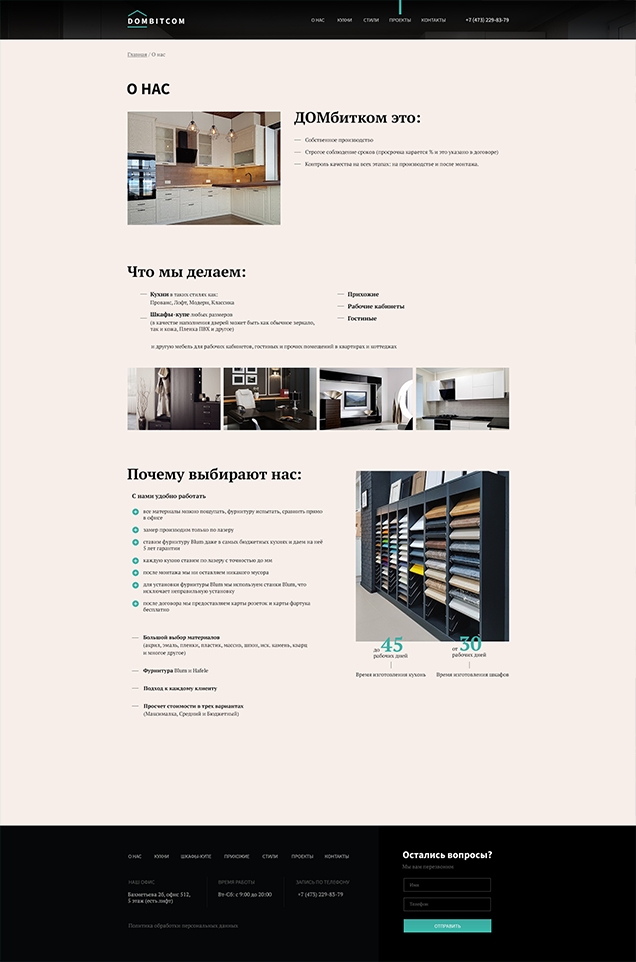 DOMBITCOM
О НАС КУХНИ СТИЛИ ПРОЕКТЫ КОНТАКТЫ +7 (473) 229-83-79
Главная / О нас
О НАС
ДОМбитком это:
Собственное производство
Строгое соблюдение сроков (просрочка карается % и это указано в договоре)
Контроль качества на всех этапах: на производстве и после монтажа.
Что мы делаем:
Кухни в таких стилях как:
Прованс, Лофт, Модерн, Классика
Шкафы-купе любых размеров
(в качестве наполнения дверей может быть как обычное зеркало,
так и кожа, Пленка ПВХ и другое)
Прихожие
Рабочие кабинеты
Гостиные
и другую мебель для рабочих кабинетов, гостиных и прочих помещений в квартирах и коттеджах
Почему выбирают нас:
С нами удобно работать
все материалы можно пощупать, фурнитуру испытать, сравнить прямо
в офисе
замер производим только по лазеру
ставим фурнитуру Blum даже в самых бюджетных кухнях и даем на неё
5 лет гарантии
каждую кухню ставим по лазеру с точностью до мм
после монтажа мы не оставляем никакого мусора
для установки фурнитуры Blum мы используем станки Blum, что
исключает неправильную установку
после договора мы предоставляем карты розеток и карты фартука
бесплатно
Большой выбор материалов
(акрил, эмаль, пленки, пластик, массив, шпон, иск. камень, кварц
и многое другое)
Фурнитура Blum и Hafele
Подход к каждому клиенту
Просчет стоимости в трех вариантах
(Максималка, Средний и Бюджетный)
до 45
рабочих дней
Время изготовления кухонь
от 30
рабочих дней
Время изготовления шкафов
О НАС КУХНИ ШКАФЫ-КУПЕ ПРИХОЖИЕ СТИЛИ ПРОЕКТЫ КОНТАКТЫ
НАШ ОФИС
Бахметьева 2б, офис 512,
5 этаж (есть лифт)
ВРЕМЯ РАБОТЫ
Вт-Сб: с 9:00 до 20:00
ЗАПИСЬ ПО ТЕЛЕФОНУ
+7 (473) 229-83-79
Политика обработки персональных данных
Остались вопросы?
Мы вам перезвоним
Имя
Телефон
ОТПРАВИТЬ